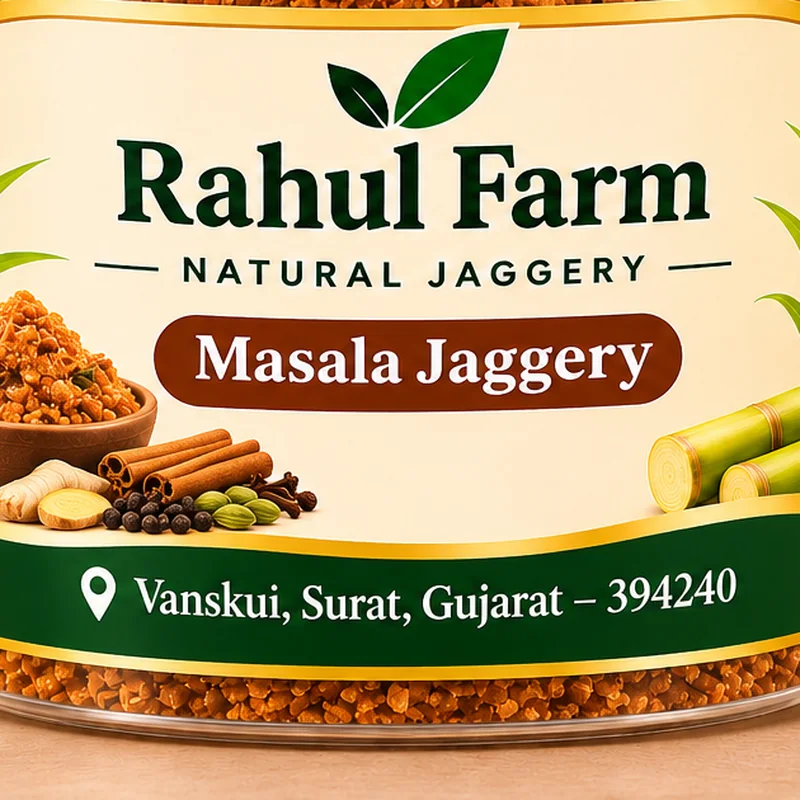 Rahul Farm
NATURAL JAGGERY
Masala Jaggery
Vanskui, Surat, Gujarat – 394240